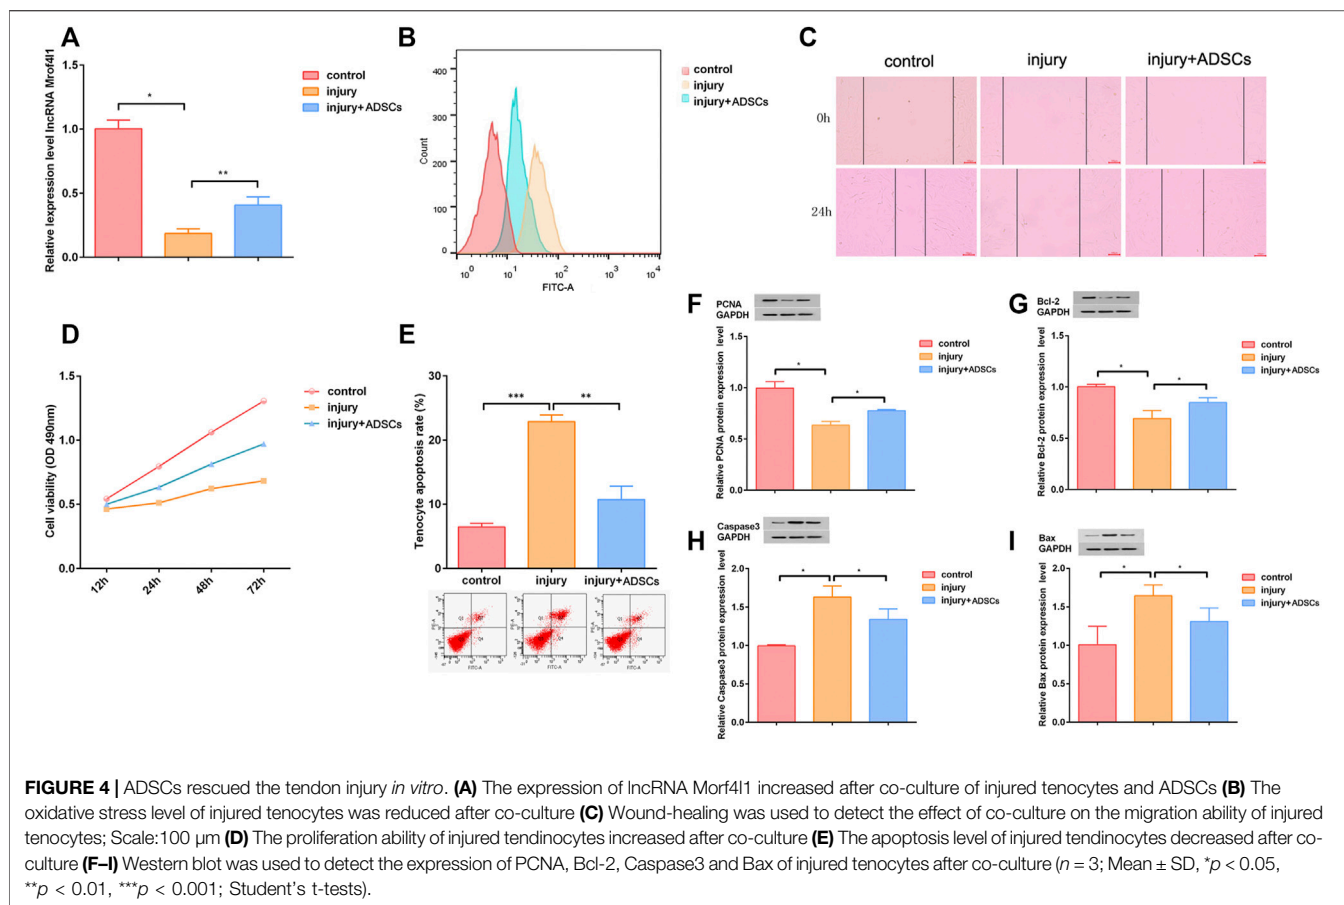 A
Relative lexpression level lncRNA Mrof4l1
1.5
1.0
0.5
0.0
*
**
control
injury
injury+ADSCs
B
Count
400
300
200
100
0
10^0
10^1
10^2
10^3
10^4
FITC-A
control
injury
injury+ADSCs
C
control
injury
injury+ADSCs
0h
24h
D
Cell viability (OD 490nm)
1.5
1.0
0.5
0.0
12h
24h
48h
72h
control
injury
injury+ADSCs
E
Tenocyte apoptosis rate (%)
30
20
10
0
***
**
control
injury
injury+ADSCs
FITC-A
FITC-A
FITC-A
F
PCNA
GAPDH
Relative PCNA protein expression level
1.5
1.0
0.5
0.0
*
*
control
injury
injury+ADSCs
G
Bcl-2
GAPDH
Relative Bcl-2 protein expression level
1.5
1.0
0.5
0.0
*
*
control
injury
injury+ADSCs
H
Caspase3
GAPDH
Relative Caspase3 protein expression level
2.0
1.5
1.0
0.5
0.0
*
*
control
injury
injury+ADSCs
I
Bax
GAPDH
Relative Bax protein expression level
2.0
1.5
1.0
0.5
0.0
*
*
control
injury
injury+ADSCs
FIGURE 4 | ADSCs rescued the tendon injury in vitro. (A) The expression of lncRNA Morf4l1 increased after co-culture of injured tenocytes and ADSCs (B) The
oxidative stress level of injured tenocytes was reduced after co-culture (C) Wound-healing was used to detect the effect of co-culture on the migration ability of injured
tenocytes; Scale:100 μm (D) The proliferation ability of injured tendinocytes increased after co-culture (E) The apoptosis level of injured tendinocytes decreased after co-
culture (F–I) Western blot was used to detect the expression of PCNA, Bcl-2, Caspase3 and Bax of injured tenocytes after co-culture (n = 3; Mean ± SD, *p < 0.05,
**p < 0.01, ***p < 0.001; Student's t-tests).